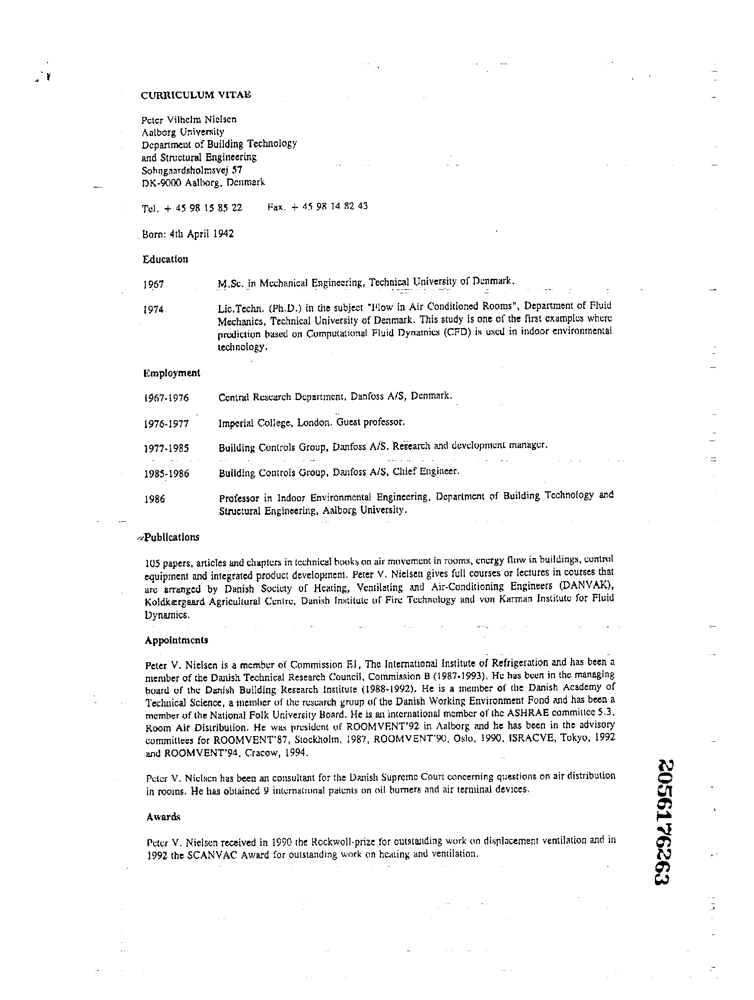 CURRICULUM VITAE
Peter Vilhelm Nielsen
Aalborg University
Department of Building Technology
and Structural Engineering
Sohngaardsholmsvej 57
DK-9000 Aalborg, Denmark
Tel. + 45 98 15 85 22 Fax. + 45 98 14 82 43
Born: 4th April 1942
Education
1967 M.Sc. in Mechanical Engineering, Technical University of Denmark.
1974 Lic.Techn. (Ph.D.) in the subject "Flow in Air Conditioned Rooms", Department of Fluid
Mechanics, Technical University of Denmark. This study is one of the first examples where
prediction based on Computational Fluid Dynamics (CFD) is used in indoor environmental
technology.
Employment
1967-1976 Central Research Department, Danfoss A/S, Denmark.
1976-1977 Imperial College, London. Guest professor.
1977-1985 Building Controls Group, Danfoss A/S. Research and development manager.
1985-1986 Building Controls Group, Danfoss A/S, Chief Engineer.
1986 Professor in Indoor Environmental Engineering, Department of Building Technology and
Structural Engineering, Aalborg University.
Publications
105 papers, articles and chapters in technical books on air movement in rooms, energy flow in buildings, control
equipment and integrated product development. Peter V. Nielsen gives full courses or lectures in courses that
are arranged by Danish Society of Heating, Ventilating and Air-Conditioning Engineers (DANVAK),
Koldkærgaard Agricultural Centre, Danish Institute of Fire Technology and von Karman Institute for Fluid
Dynamics.
Appointments
Peter V. Nielsen is a member of Commission E1, The International Institute of Refrigeration and has been a
member of the Danish Technical Research Council, Commission B (1987-1993). He has been in the managing
board of the Danish Building Research Institute (1988-1992). He is a member of the Danish Academy of
Technical Science, a member of the research group of the Danish Working Environment Fond and has been a
member of the National Folk University Board. He is an international member of the ASHRAE committee 5.3,
Room Air Distribution. He was president of ROOMVENT'92 in Aalborg and he has been in the advisory
committees for ROOMVENT'87, Stockholm, 1987, ROOMVENT'90, Oslo, 1990, ISRACVE, Tokyo, 1992
and ROOMVENT'94, Cracow, 1994.
Peter V. Nielsen has been an consultant for the Danish Supreme Court concerning questions on air distribution
in rooms. He has obtained 9 international patents on oil burners and air terminal devices.
Awards
Peter V. Nielsen received in 1990 the Rockwoll-prize for outstanding work on displacement ventilation and in
1992 the SCANVAC Award for outstanding work on heating and ventilation.
2056176263